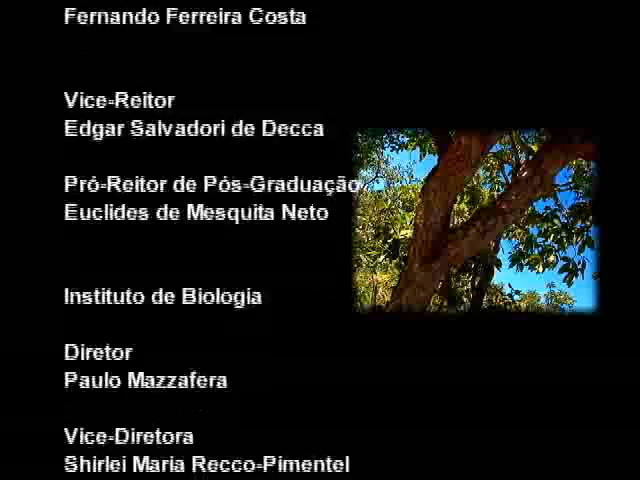 Fernando Ferreira Costa
Vice-Reitor
Edgar Salvadori de Decca
Pró-Reitor de Pós-Graduação
Euclides de Mesquita Neto
Instituto de Biologia
Diretor
Paulo Mazzafera
Vice-Diretora
Shirlei Maria Recco-Pimentel